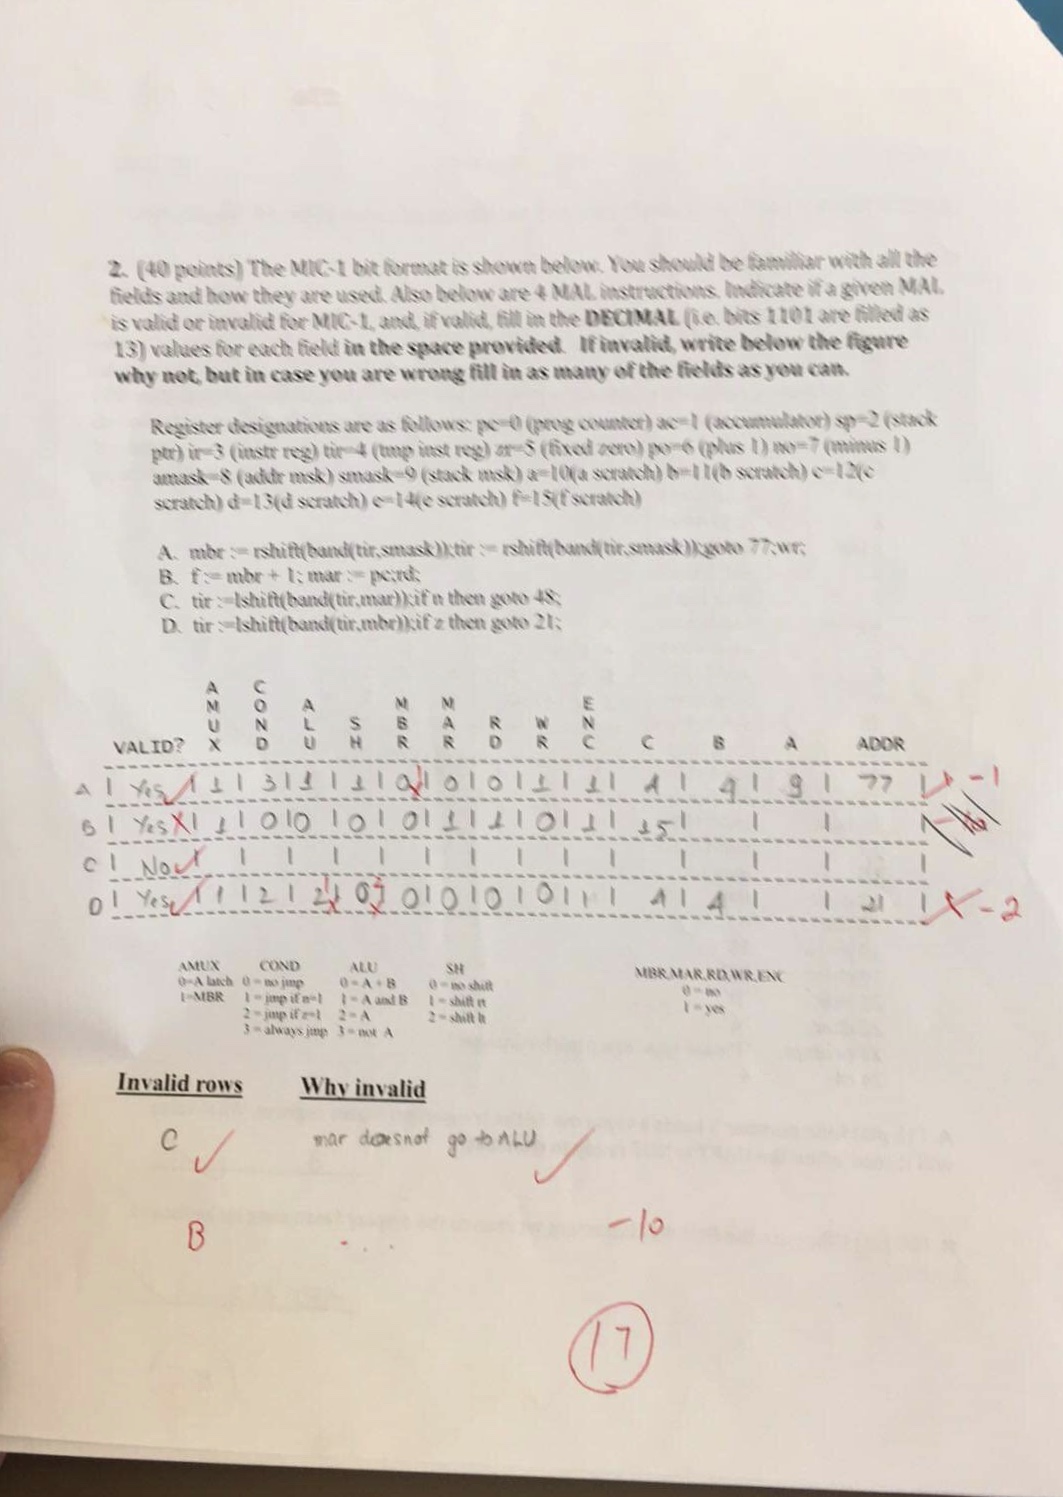 2. (40 points) The MIC-1 bit format is shown below. You should be familiar with all the
fields and how they are used. Also below are 4 MAL instructions. Indicate if a given MAL
is valid or invalid for MIC-1, and, if valid, fill in the DECIMAL (i.e. bits 1101 are filled as
13) values for each field in the space provided. If invalid, write below the figure
why not, but in case you are wrong fill in as many of the fields as you can.
Register designations are as follows: pc=0 (prog counter) ac=1 (accumulator) sp=2 (stack
ptr) ir=3 (instr reg) tir=4 (tmp inst reg) zr=5 (fixed zero) po=6 (plus 1) no=7 (minus 1)
amask=8 (addr msk) smask=9 (stack msk) a=10(a scratch) b=11(b scratch) c=12(c
scratch) d=13(d scratch) e=14(e scratch) f=15(f scratch)
A. mbr := rshift(band(tir,smask));tir := rshift(band(tir,smask));goto 77;wr;
B. f := mbr + 1; mar := pc;rd;
C. tir :=lshift(band(tir,mar));if n then goto 48;
D. tir :=lshift(band(tir,mbr));if z then goto 21;
VALID? AMUX COND ALU SH MBR MAR RD WR ENC C B A ADDR
A | Yes | 1 | 3 | 1 | 1 | 0 | 0 | 0 | 1 | 1 | 4 | 9 | 9 | 77 | -1
B | Yes X | 1 | 0 | 0 | 0 | 0 | 1 | 1 | 0 | 1 | 15 | | | |
C | No | | | | | | | | | | | | |
D | Yes | 1 | 2 | 2 | 0 | 0 | 0 | 0 | 0 | 1 | 4 | 4 | | 21 | X -2
AMUX COND ALU SH MBR,MAR,RD,WR,ENC
0=A latch 0 = no jmp 0 = A + B 0 = no shift 0 = no
1=MBR 1 = jmp if n=1 1 = A and B 1 = shift rt 1 = yes
2 = jmp if z=1 2 = A 2 = shift lt
3 = always jmp 3 = not A
Invalid rows Why invalid
C mar doesnot go to ALU
B . . . -10
17